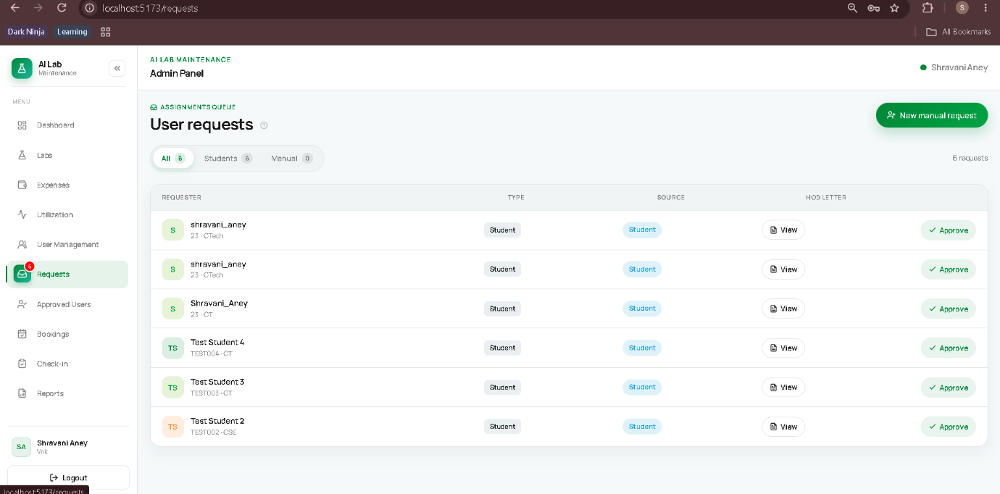 localhost:5173/requests
S
Dark Ninja Learning All Bookmarks
AI Lab
Maintenance
MENU
Dashboard
Labs
Expenses
Utilization
User Management
6
Requests
Approved Users
Bookings
Check-in
Reports
SA Shravani Aney
Vnit
Logout
localhost:5173/requests
AI LAB MAINTENANCE
Admin Panel
Shravani Aney
ASSIGNMENTS QUEUE
User requests
New manual request
All 6 Students 6 Manual 0
6 requests
REQUESTER TYPE SOURCE HOD LETTER
S shravani_aney Student Student View Approve
23 · CTech
S shravani_aney Student Student View Approve
23 · CTech
S Shravani_Aney Student Student View Approve
23 · CT
TS Test Student 4 Student Student View Approve
TEST004 · CT
TS Test Student 3 Student Student View Approve
TEST003 · CT
TS Test Student 2 Student Student View Approve
TEST002 · CSE